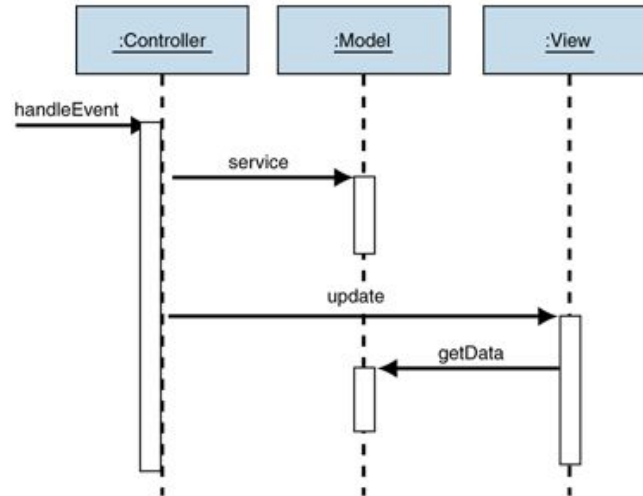 :Controller
:Model
:View
handleEvent
service
update
getData